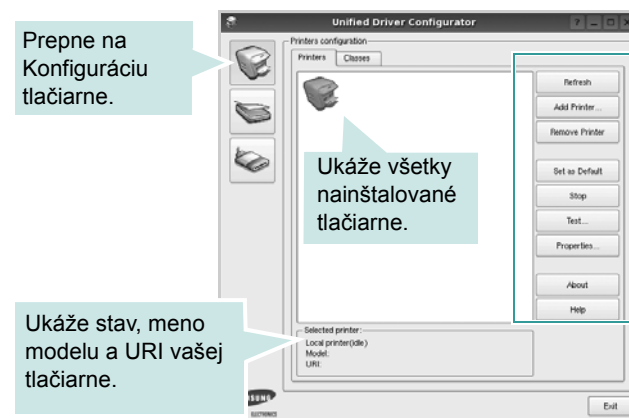 Unified Driver Configurator
Prepne na
Konfiguráciu
tlačiarne.
Printers configuration
Printers
Classes
Refresh
Add Printer...
Remove Printer
Set as Default
Stop
Test...
Properties...
About
Help
Ukáže všetky
nainštalované
tlačiarne.
Ukáže stav, meno
modelu a URI vašej
tlačiarne.
Selected printer:
Local printer(idle)
Model:
URI:
ELECTRONICS
Exit